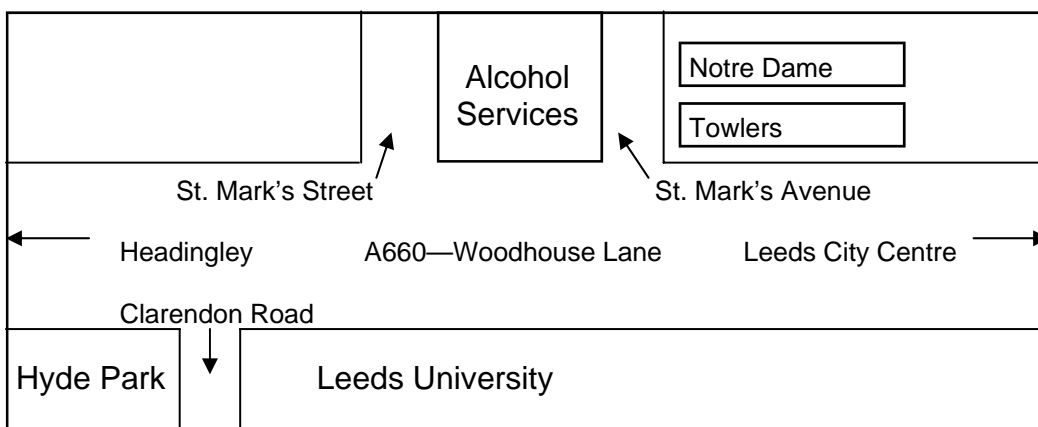 Alcohol
Services
Notre Dame
Towlers
St. Mark’s Street
St. Mark’s Avenue
Headingley
A660—Woodhouse Lane
Leeds City Centre
Clarendon Road
Hyde Park
Leeds University